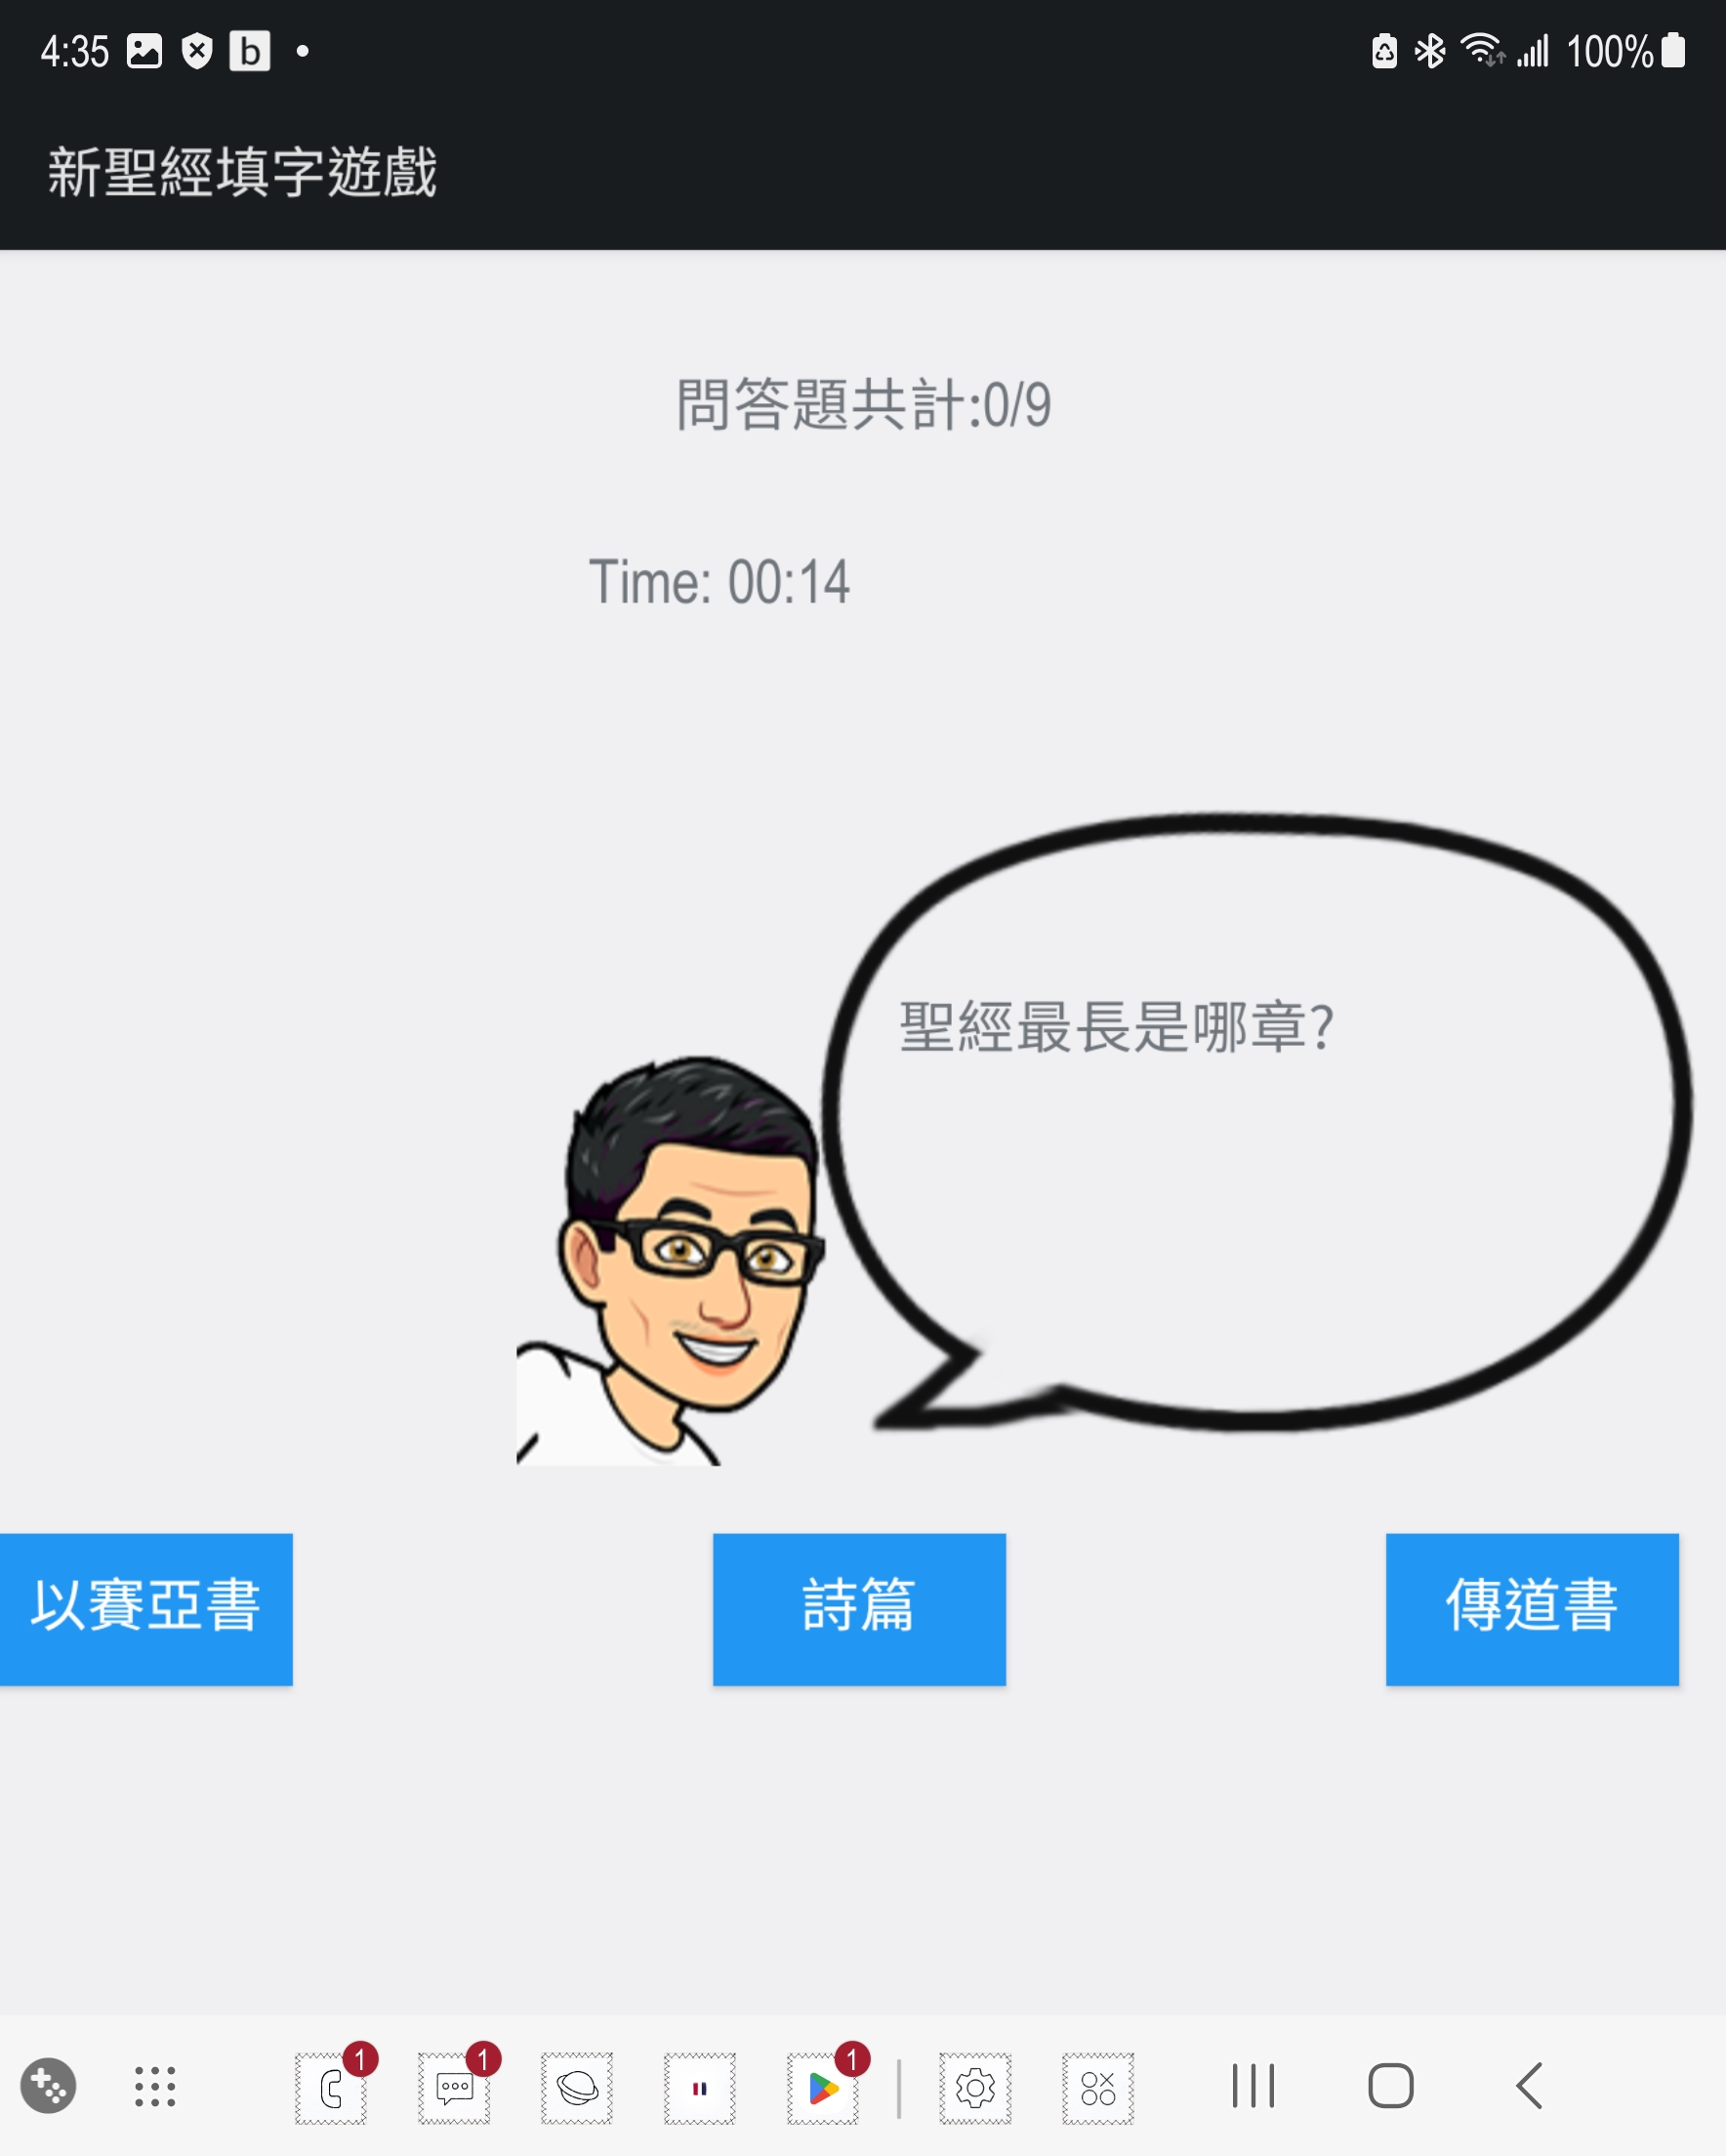 4:35 b 100%
新聖經填字遊戲
問答題共計:0/9
Time: 00:14
聖經最長是哪章?
以賽亞書 詩篇 傳道書
1 1 1